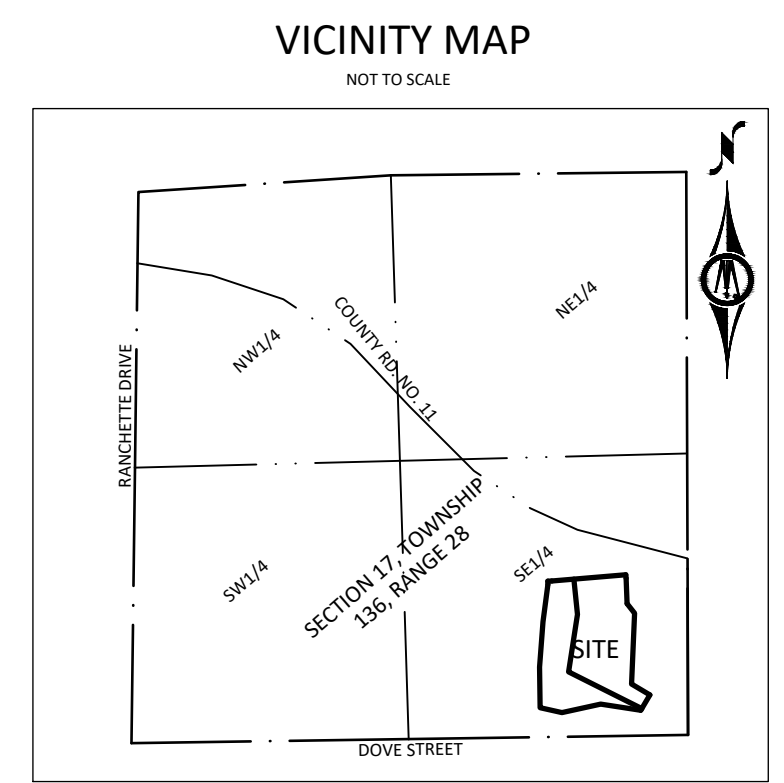 VICINITY MAP
NOT TO SCALE
N
NE1/4
COUNTY RD. NO. 11
NW1/4
RANCHETTE DRIVE
SECTION 17, TOWNSHIP
136, RANGE 28
SE1/4
SW1/4
SITE
DOVE STREET